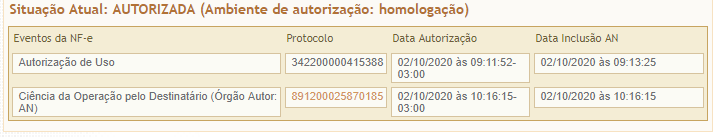 Situação Atual: AUTORIZADA (Ambiente de autorização: homologação)
Eventos da NF-e Protocolo Data Autorização Data Inclusão AN
Autorização de Uso 342200000415388 02/10/2020 às 09:11:52-
03:00 02/10/2020 às 09:13:25
Ciência da Operação pelo Destinatário (Órgão Autor:
AN) 891200025870185 02/10/2020 às 10:16:15-
03:00 02/10/2020 às 10:16:15